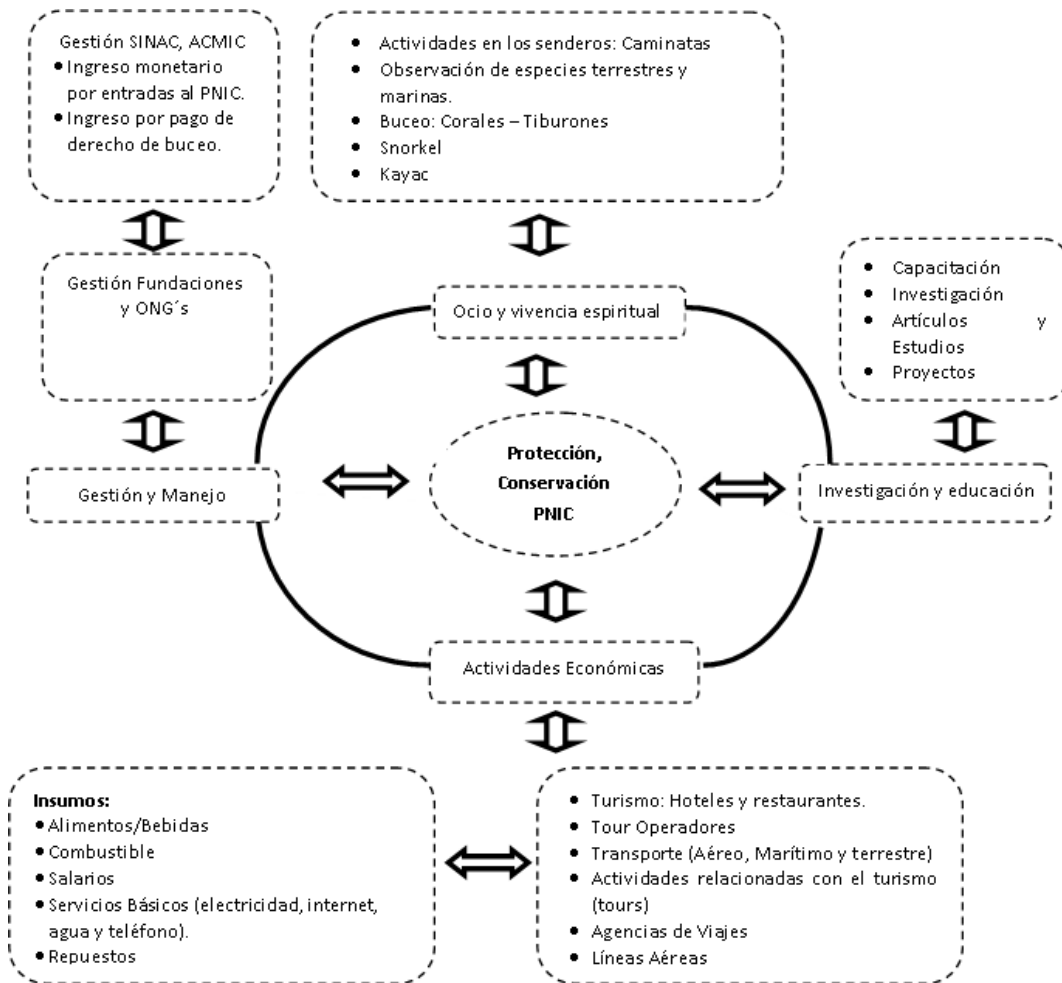 Gestión SINAC, ACMIC
• Ingreso monetario
por entradas al PNIC.
• Ingreso por pago de
derecho de buceo.
• Actividades en los senderos: Caminatas
• Observación de especies terrestres y
marinas.
• Buceo: Corales – Tiburones
• Snorkel
• Kayac
Gestión Fundaciones
y ONG´s
Ocio y vivencia espiritual
• Capacitación
• Investigación
• Artículos y
Estudios
• Proyectos
Gestión y Manejo
Protección,
Conservación
PNIC
Investigación y educación
Actividades Económicas
Insumos:
• Alimentos/Bebidas
• Combustible
• Salarios
• Servicios Básicos (electricidad, internet,
agua y teléfono).
• Repuestos
• Turismo: Hoteles y restaurantes.
• Tour Operadores
• Transporte (Aéreo, Marítimo y terrestre)
• Actividades relacionadas con el turismo
(tours)
• Agencias de Viajes
• Líneas Aéreas